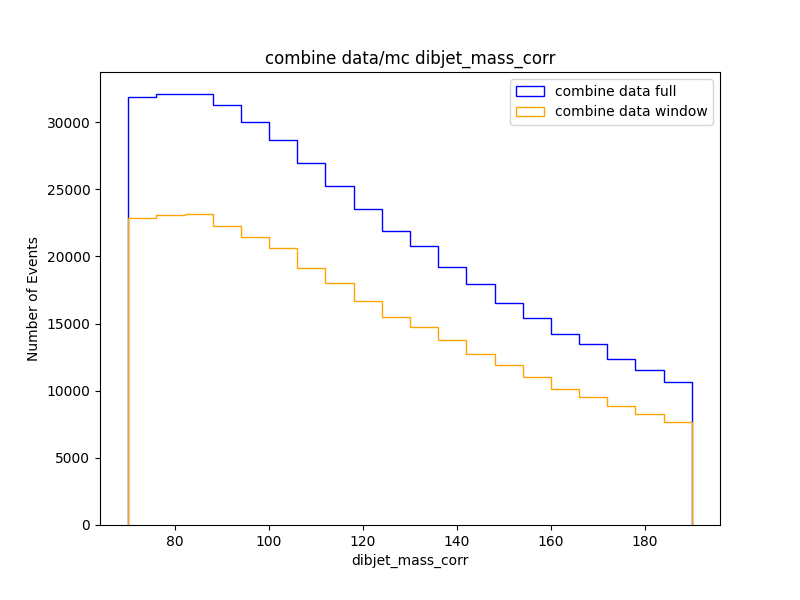 combine data/mc dibjet_mass_corr
combine data full
combine data window
Number of Events
30000
25000
20000
15000
10000
5000
0
80 100 120 140 160 180
dibjet_mass_corr